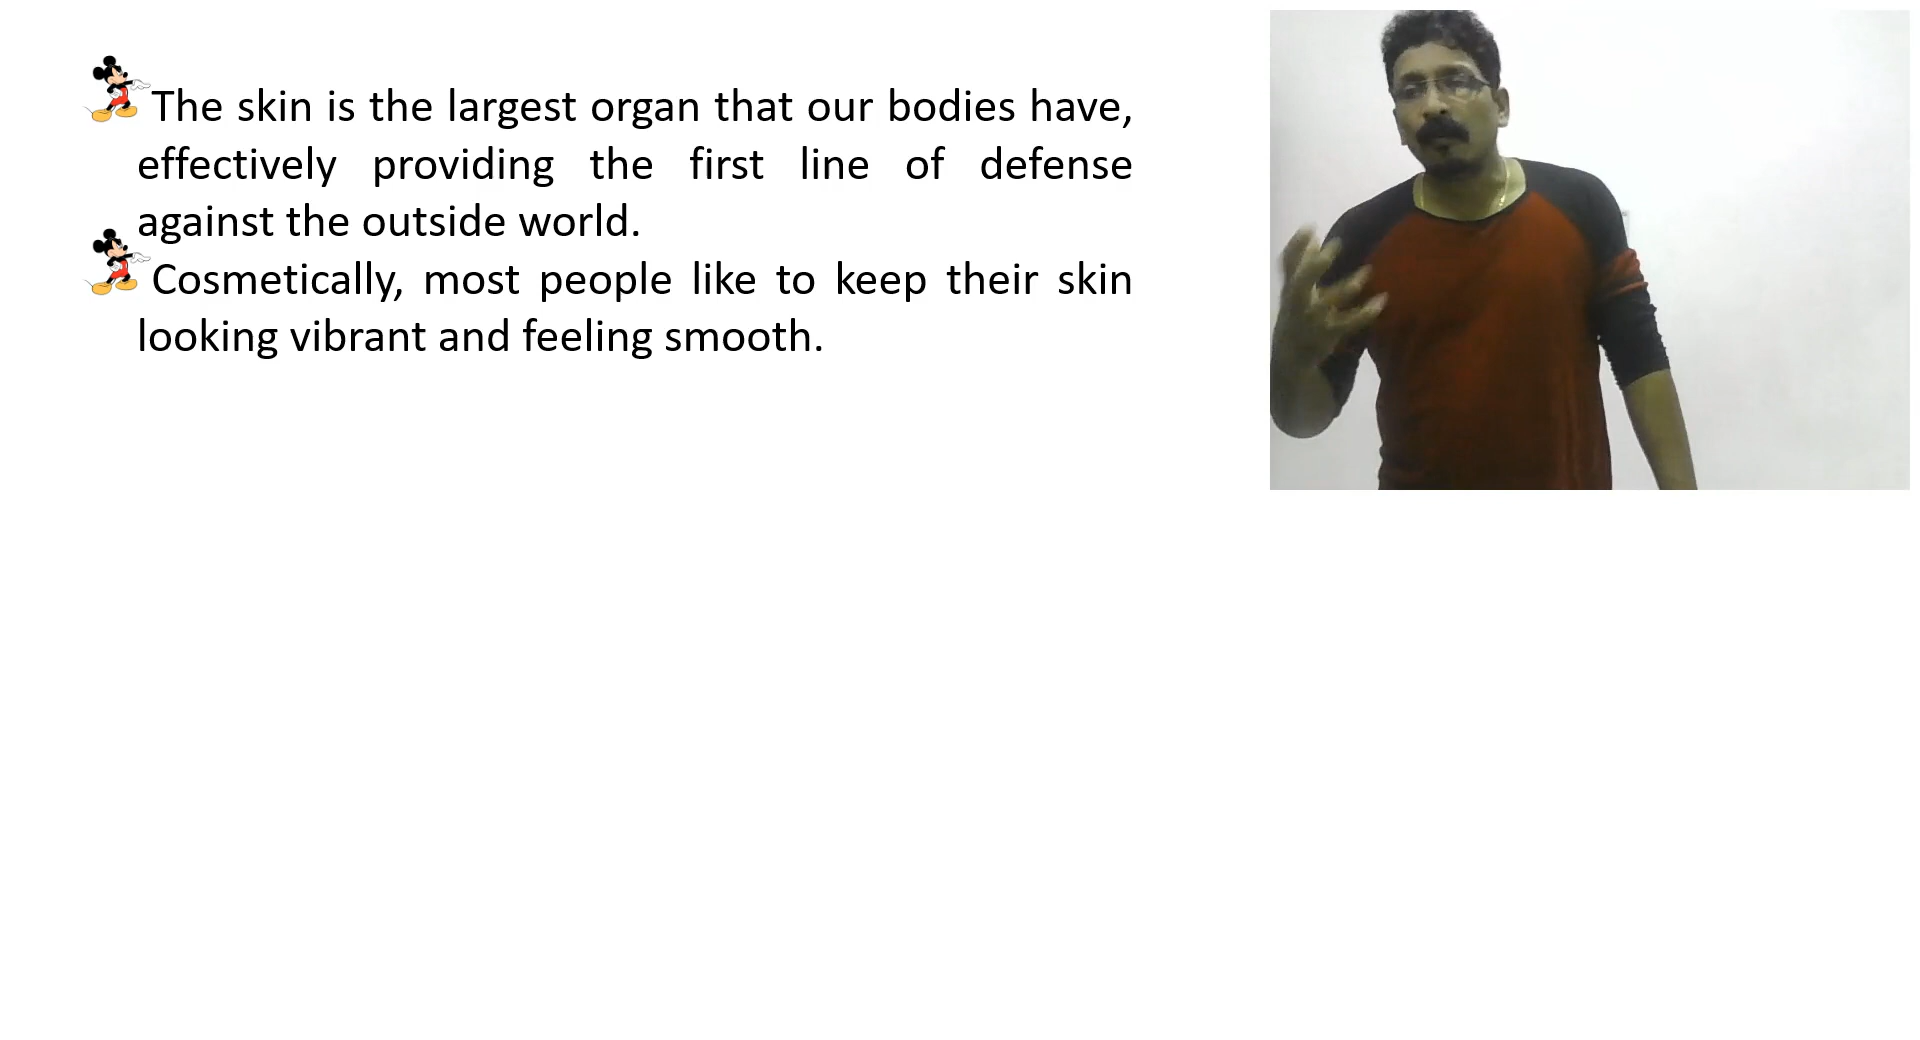 The skin is the largest organ that our bodies have,
effectively providing the first line of defense
against the outside world.
Cosmetically, most people like to keep their skin
looking vibrant and feeling smooth.